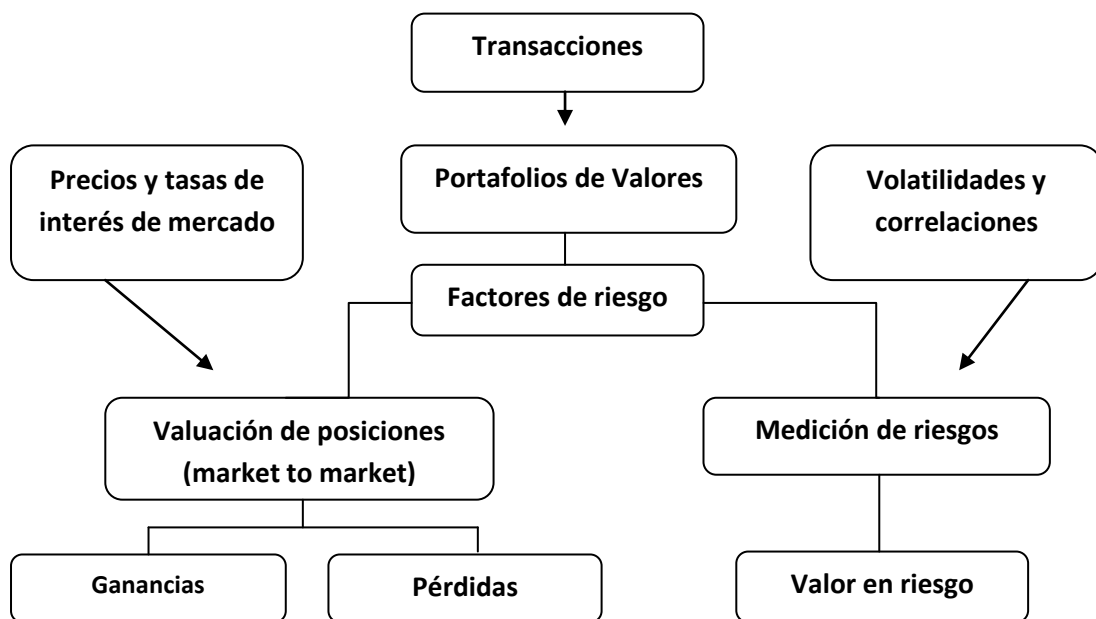 Transacciones
Precios y tasas de
interés de mercado
Portafolios de Valores
Volatilidades y
correlaciones
Factores de riesgo
Valuación de posiciones
(market to market)
Medición de riesgos
Ganancias
Pérdidas
Valor en riesgo